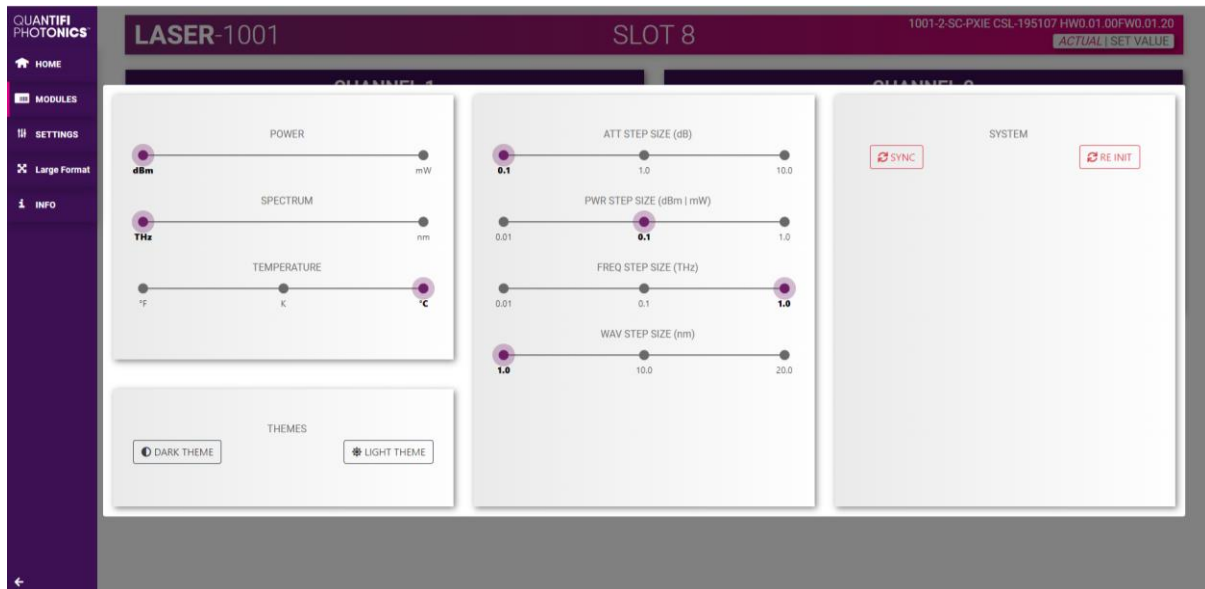 QUANTIFI
PHOTONICS™
HOME
MODULES
SETTINGS
Large Format
INFO
LASER-1001
SLOT 8
1001-2-SC-PXIE CSL-195107 HW0.01.00FW0.01.20
ACTUAL | SET VALUE
POWER
dBm mW
SPECTRUM
THz nm
TEMPERATURE
°F K °C
THEMES
DARK THEME LIGHT THEME
ATT STEP SIZE (dB)
0.1 1.0 10.0
PWR STEP SIZE (dBm | mW)
0.01 0.1 1.0
FREQ STEP SIZE (THz)
0.01 0.1 1.0
WAV STEP SIZE (nm)
1.0 10.0 20.0
SYSTEM
SYNC RE INIT